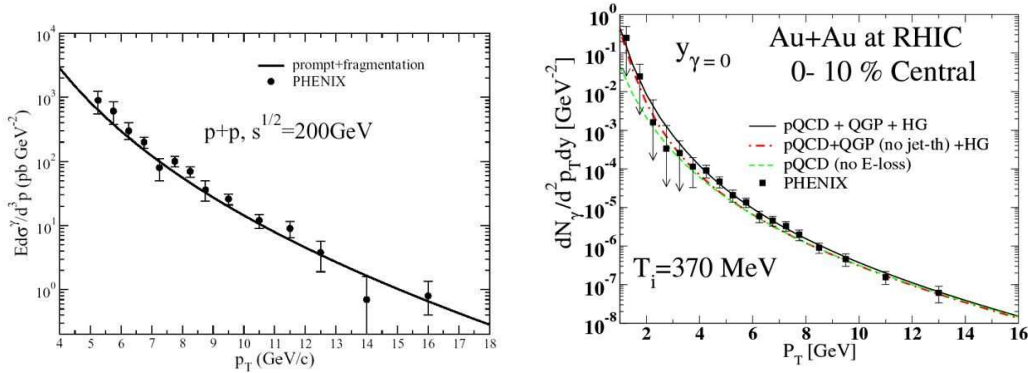 10^4
10^3
10^2
10^1
10^0
Edσ^γ/d^3p (pb GeV^-2)
prompt+fragmentation
PHENIX
p+p, s^1/2=200GeV
4 5 6 7 8 9 10 11 12 13 14 15 16 17 18
p_T (GeV/c)
10^0
10^-1
10^-2
10^-3
10^-4
10^-5
10^-6
10^-7
10^-8
dN_γ/d^2p_Tdy [GeV^-2]
y_γ=0
Au+Au at RHIC
0- 10 % Central
pQCD + QGP + HG
pQCD+QGP (no jet-th) +HG
pQCD (no E-loss)
PHENIX
T_i=370 MeV
2 4 6 8 10 12 14 16
P_T [GeV]